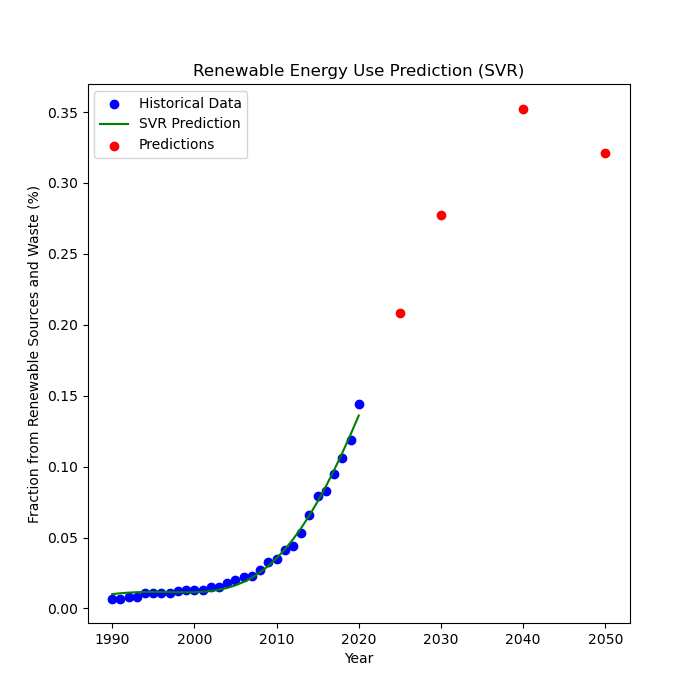 Renewable Energy Use Prediction (SVR)
Historical Data
SVR Prediction
Predictions
Fraction from Renewable Sources and Waste (%)
0.35
0.30
0.25
0.20
0.15
0.10
0.05
0.00
1990 2000 2010 2020 2030 2040 2050
Year